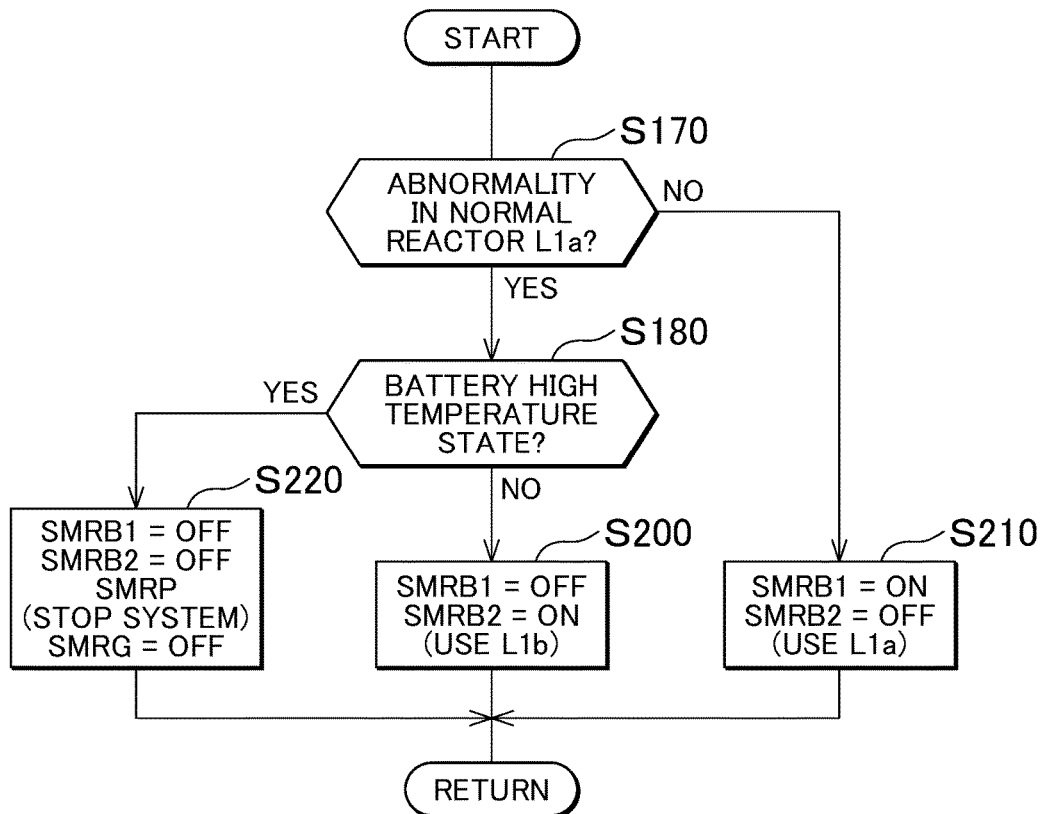 START
S170
ABNORMALITY
IN NORMAL
REACTOR L1a?
NO
YES
S180
BATTERY HIGH
TEMPERATURE
STATE?
YES
NO
S220
SMRB1 = OFF
SMRB2 = OFF
SMRP
(STOP SYSTEM)
SMRG = OFF
S200
SMRB1 = OFF
SMRB2 = ON
(USE L1b)
S210
SMRB1 = ON
SMRB2 = OFF
(USE L1a)
RETURN